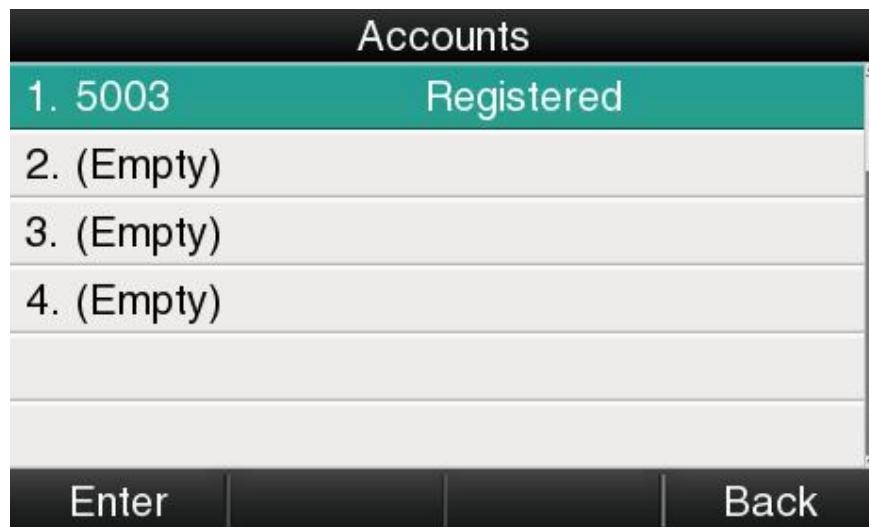 Accounts
1. 5003 Registered
2. (Empty)
3. (Empty)
4. (Empty)
Enter Back